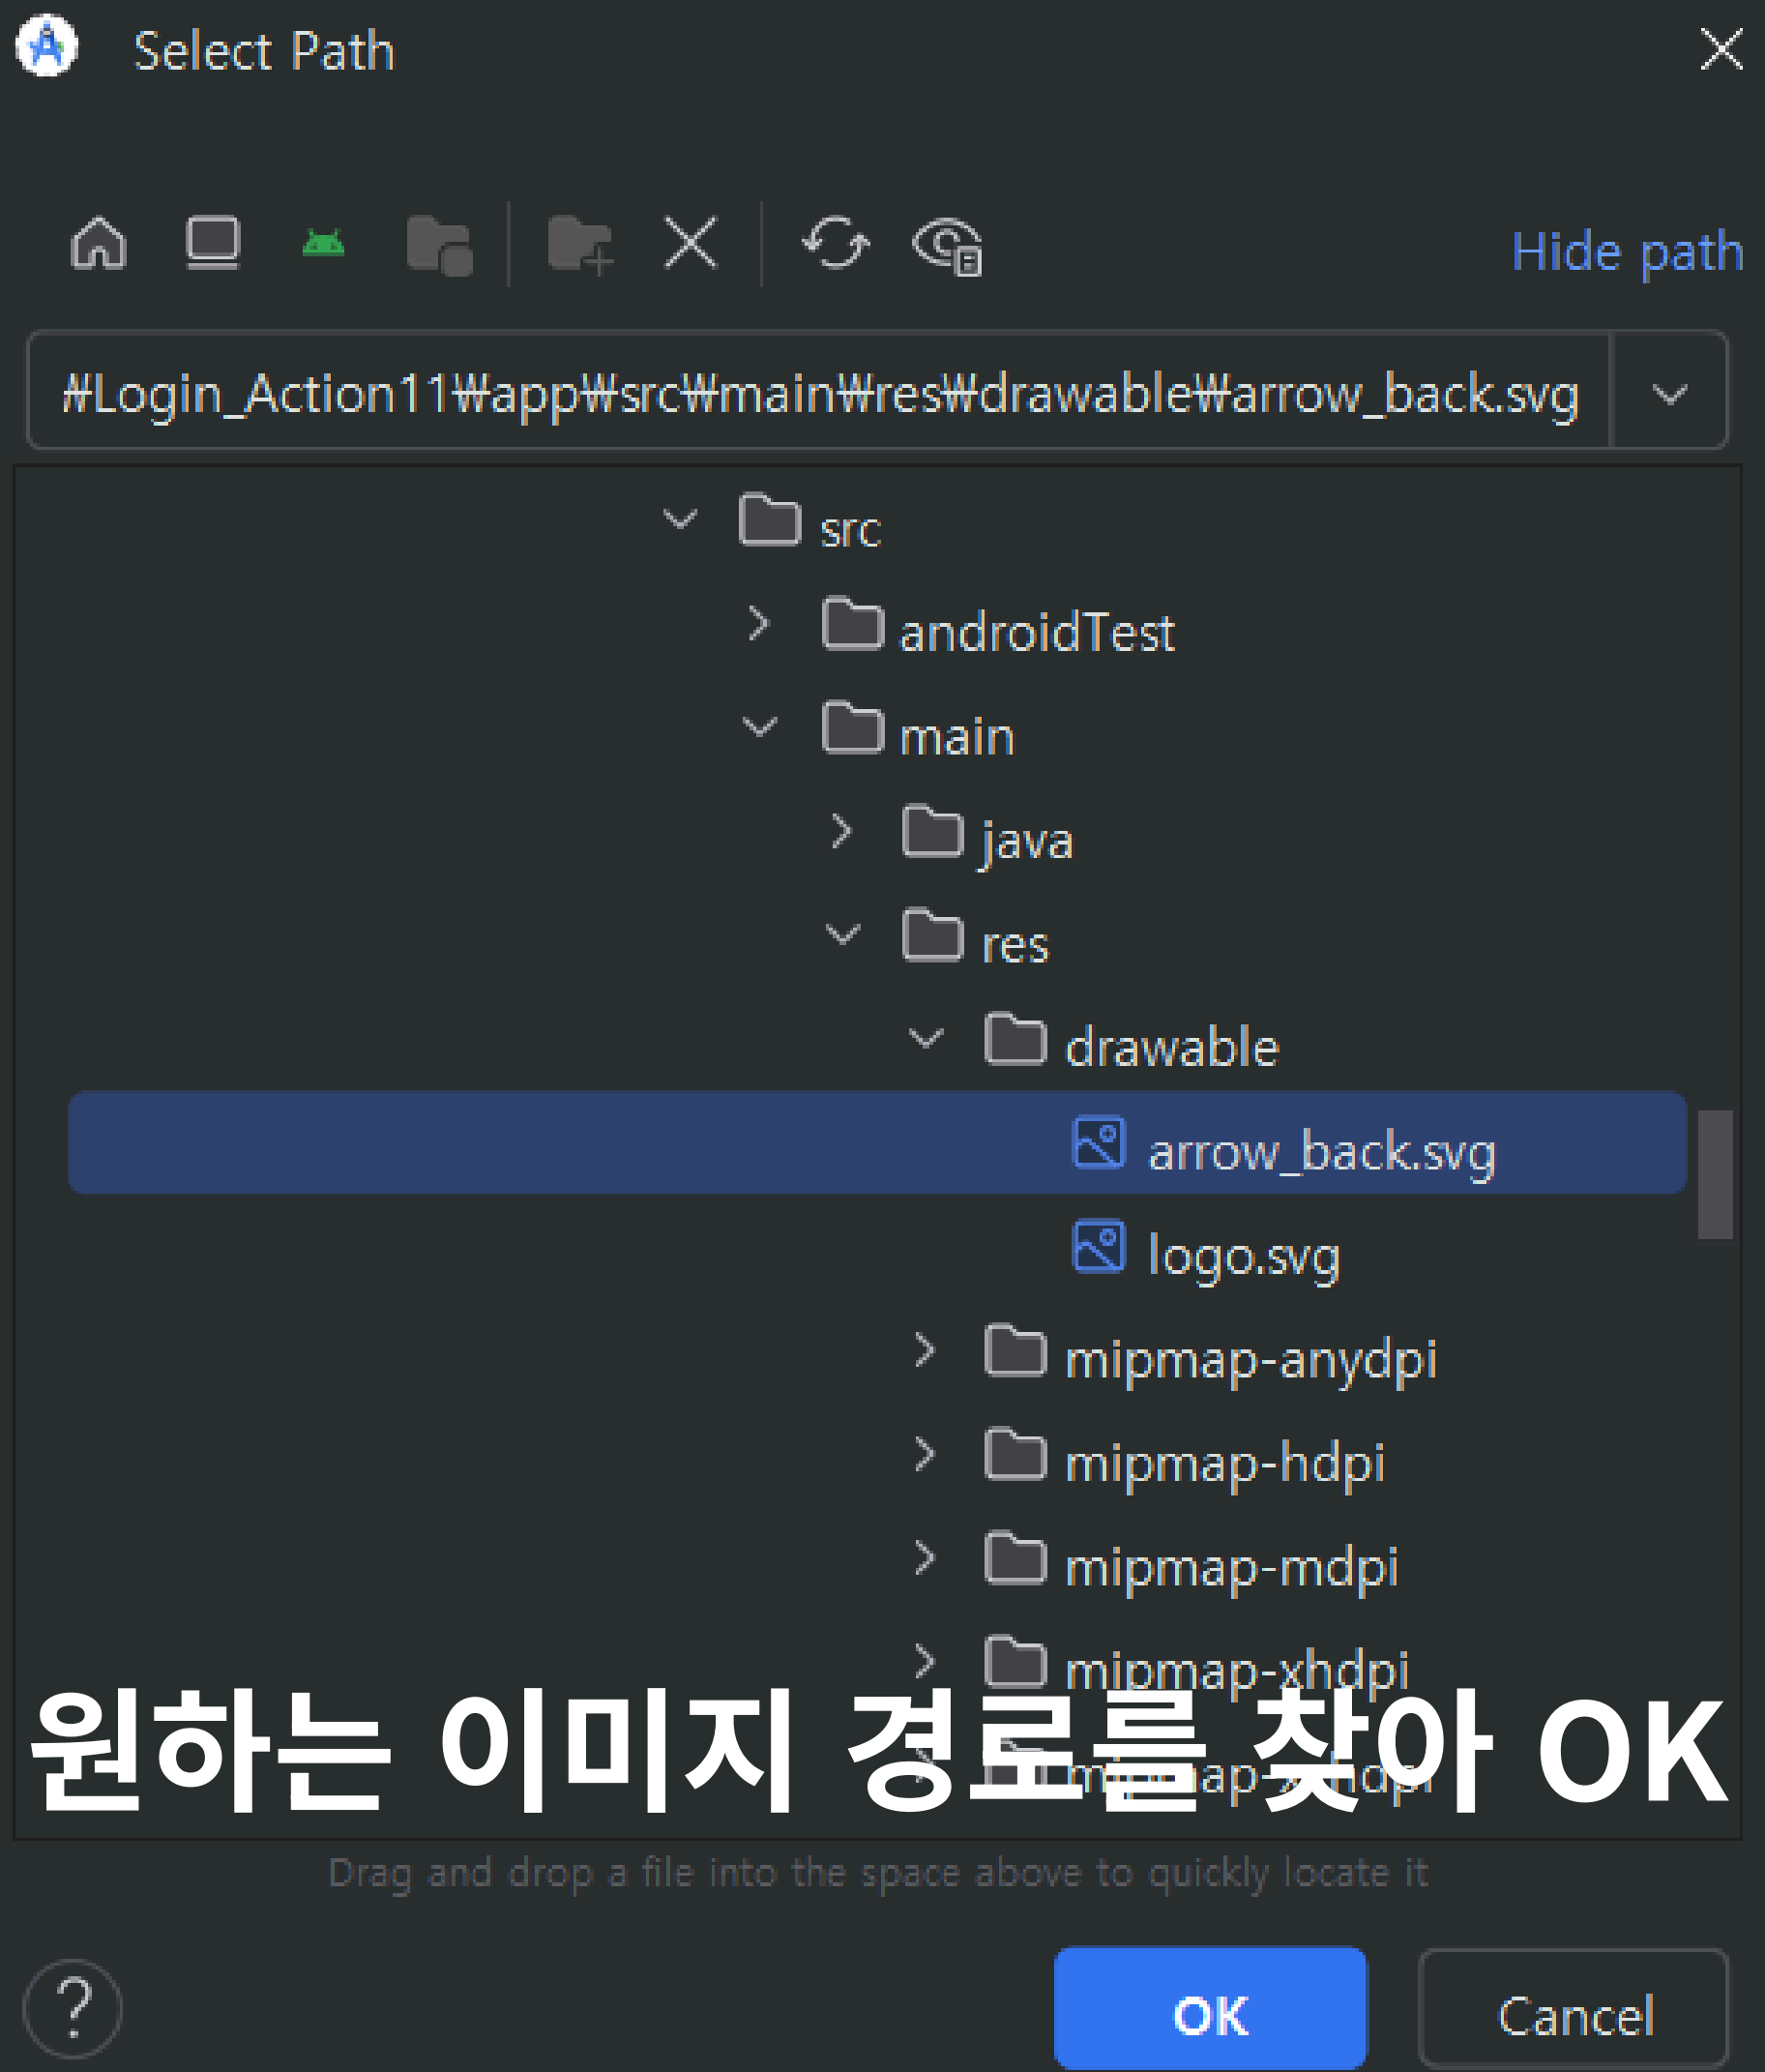 Select Path
Hide path
₩Login_Action11₩app₩src₩main₩res₩drawable₩arrow_back.svg
src
androidTest
main
java
res
drawable
arrow_back.svg
logo.svg
mipmap-anydpi
mipmap-hdpi
mipmap-mdpi
mipmap-xhdpi
mipmap-xxhdpi
원하는 이미지 경로를 찾아 OK
Drag and drop a file into the space above to quickly locate it
?
OK
Cancel